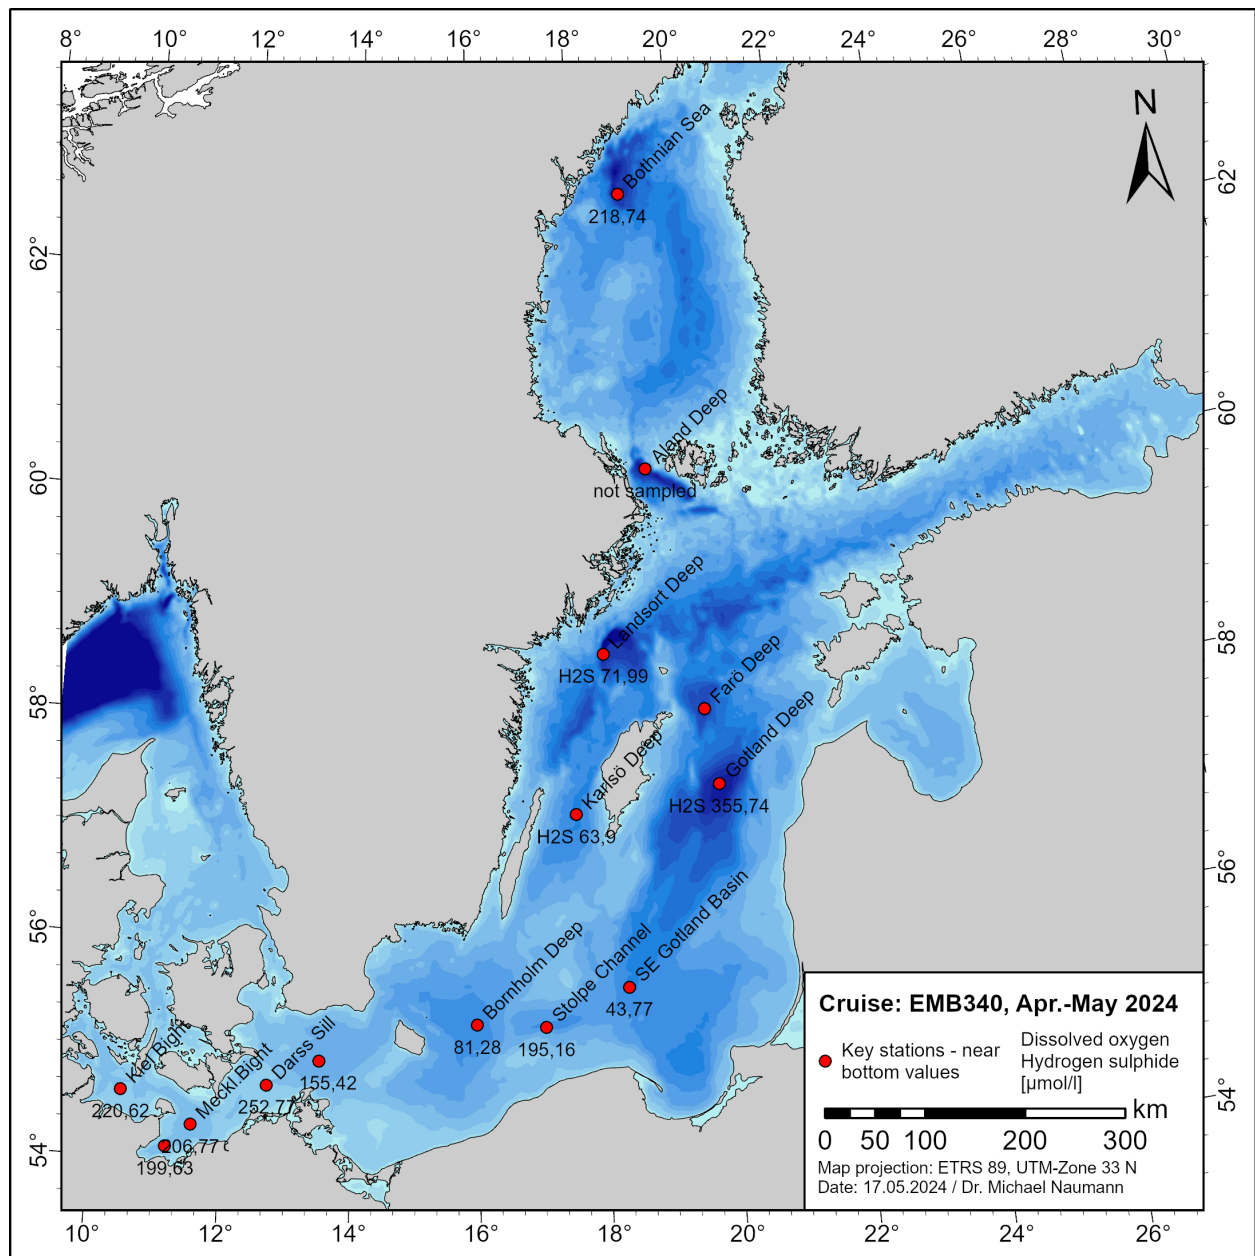 8° 10° 12° 14° 16° 18° 20° 22° 24° 26° 28° 30°
N
Bothnian Sea
218,74
62°
62°
Aland Deep
not sampled
60°
60°
Landsort Deep
H2S 71,99
Farö Deep
58°
58°
Gotland Deep
H2S 355,74
Karlsö Deep
H2S 63,9
56°
56°
SE Gotland Basin
43,77
Stolpe Channel
195,16
Bornholm Deep
81,28
155,42
Darss Sill
252,77
Meckl.Bight
206,77
Kiel Bight
220,62
199,63
54°
54°
Cruise: EMB340, Apr.-May 2024
Key stations - near
bottom values
Dissolved oxygen
Hydrogen sulphide
[µmol/l]
km
0 50 100 200 300
Map projection: ETRS 89, UTM-Zone 33 N
Date: 17.05.2024 / Dr. Michael Naumann
10° 12° 14° 16° 18° 20° 22° 24° 26°